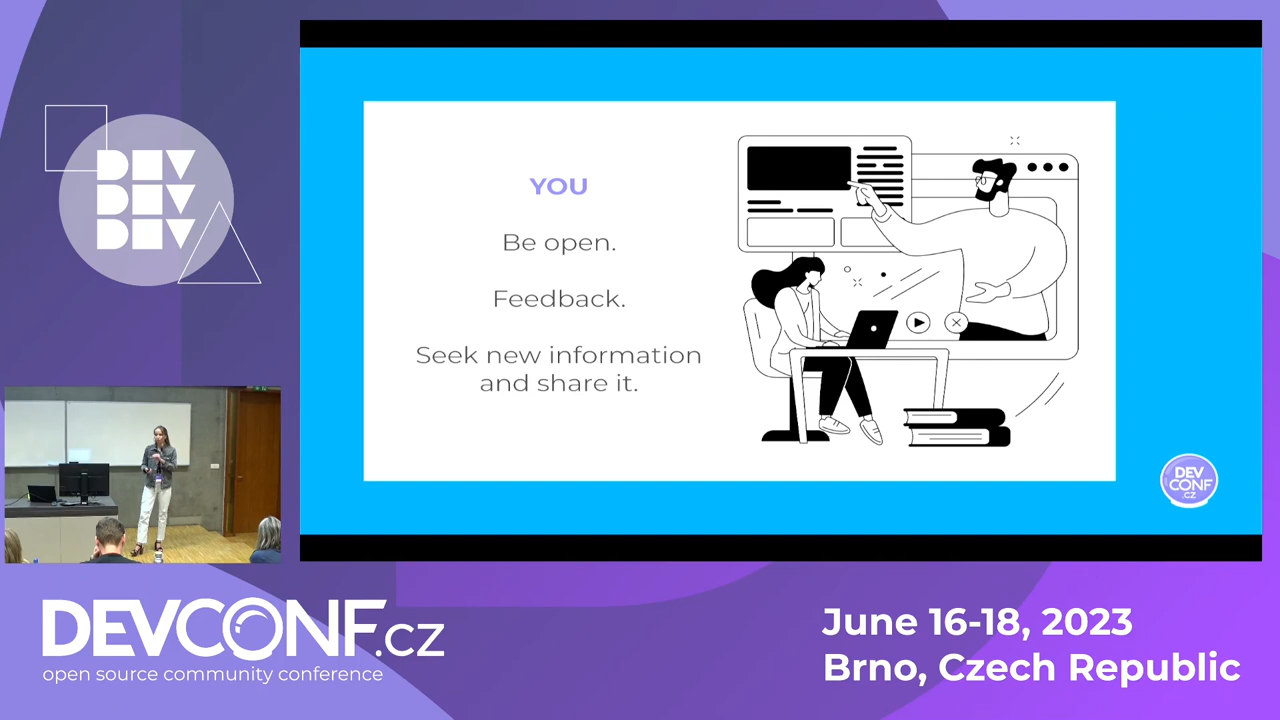 DEV
DEV
DEV
YOU
Be open.
Feedback.
Seek new information
and share it.
DEV
CONF
.CZ
DEVCONF.cz
open source community conference
June 16-18, 2023
Brno, Czech Republic